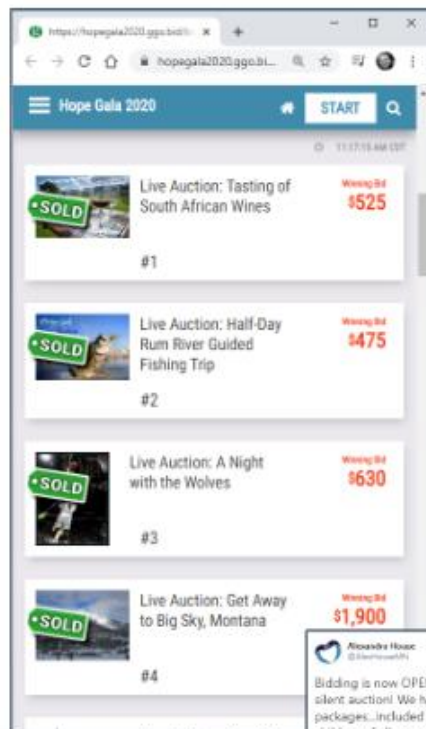 https://hopegala2020.ggo.bid/
hopegala2020.ggo.bi...
Hope Gala 2020
START
11:17:15 AM CDT
SOLD
Live Auction: Tasting of
South African Wines
Winning Bid
$525
#1
SOLD
Live Auction: Half-Day
Rum River Guided
Fishing Trip
Winning Bid
$475
#2
SOLD
Live Auction: A Night
with the Wolves
Winning Bid
$630
#3
SOLD
Live Auction: Get Away
to Big Sky, Montana
Winning Bid
$1,900
#4
Alexandra House
Bidding is now OPE
silent auction! We h
packages...included